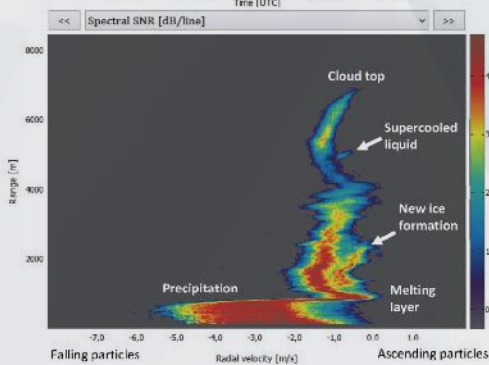 Time [UTC]
<< Spectral SNR [dB/line] >>
8000
Cloud top
6000
Supercooled
liquid
Range [m]
4000
New ice
formation
2000
Precipitation
Melting
layer
-7,0 -6,0 -5,0 -4,0 -3,0 -2,0 -1,0 0.0 1.0
Falling particles Radial velocity [m/s] Ascending particles